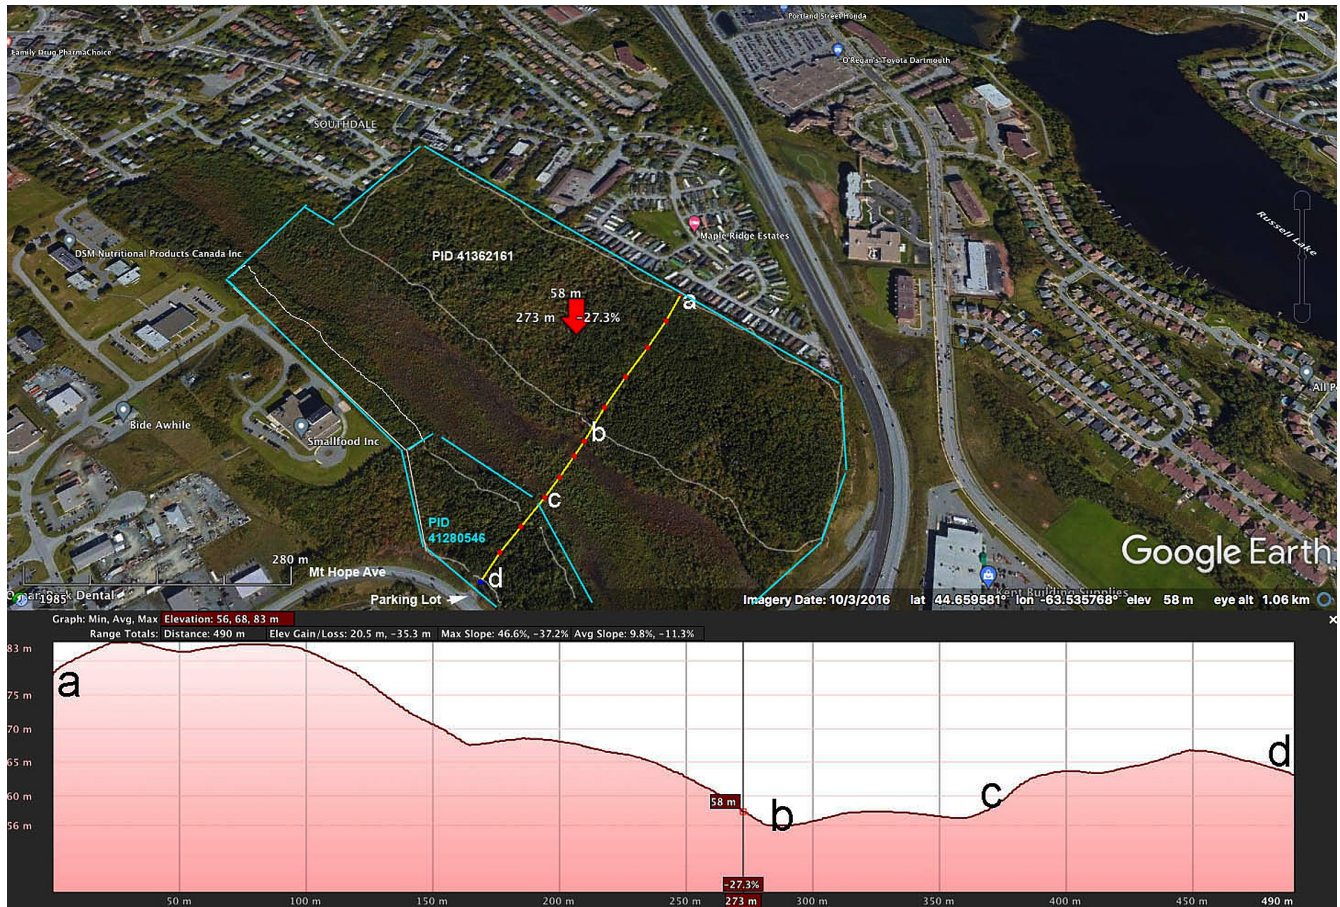 Portland Street Honda
Family Drug PharmaChoice
O'Regan's Toyota Dartmouth
N
SOUTHDALE
Russell Lake
Maple Ridge Estates
DSM Nutritional Products Canada Inc
PID 41362161
58 m
a
273 m -27.3%
All P
Bide Awhile
b
Smallfood Inc
c
PID
41280546
Google Earth
280 m
Mt Hope Ave
d
Kent Building Supplies
Dental
1985
Parking Lot
Imagery Date: 10/3/2016 lat 44.659581° lon -63.535768° elev 58 m eye alt 1.06 km
Graph: Min, Avg, Max Elevation: 56, 68, 83 m
Range Totals: Distance: 490 m Elev Gain/Loss: 20.5 m, -35.3 m Max Slope: 46.6%, -37.2% Avg Slope: 9.8%, -11.3%
83 m
a
75 m
70 m
65 m
60 m
56 m
58 m
b
c
d
-27.3%
50 m 100 m 150 m 200 m 250 m 273 m 300 m 350 m 400 m 450 m 490 m